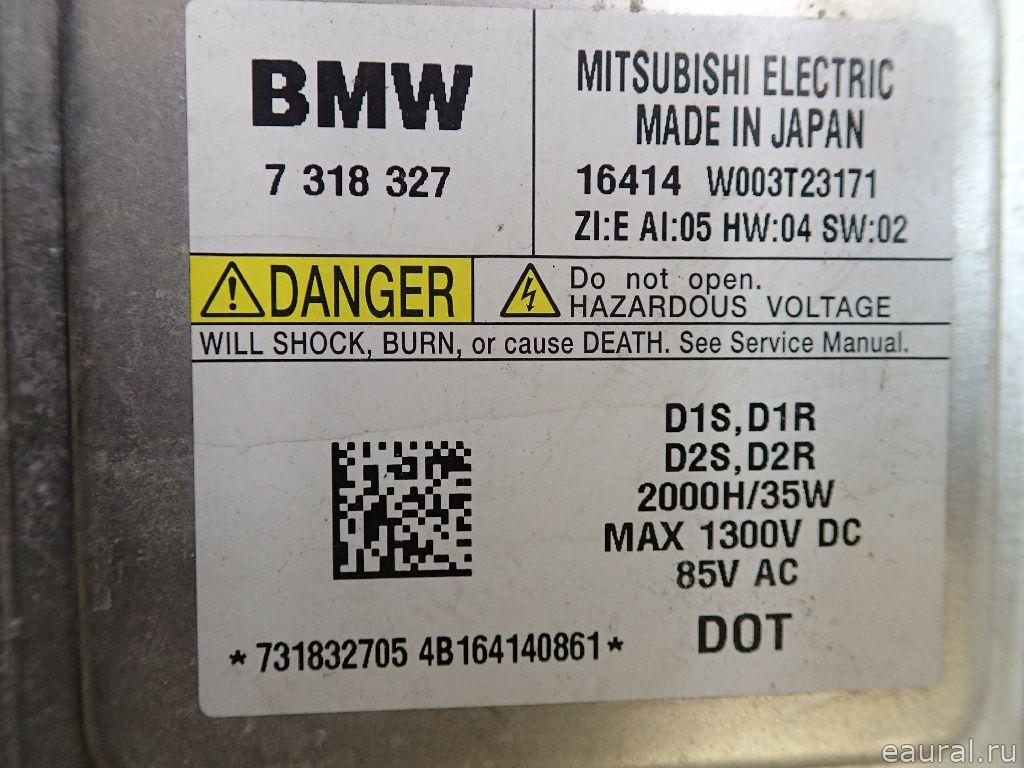 BMW
7 318 327
MITSUBISHI ELECTRIC
MADE IN JAPAN
16414 W003T23171
ZI:E AI:05 HW:04 SW:02
DANGER
Do not open.
HAZARDOUS VOLTAGE
WILL SHOCK, BURN, or cause DEATH. See Service Manual.
D1S,D1R
D2S,D2R
2000H/35W
MAX 1300V DC
85V AC
DOT
*731832705 4B164140861*
eaural.ru